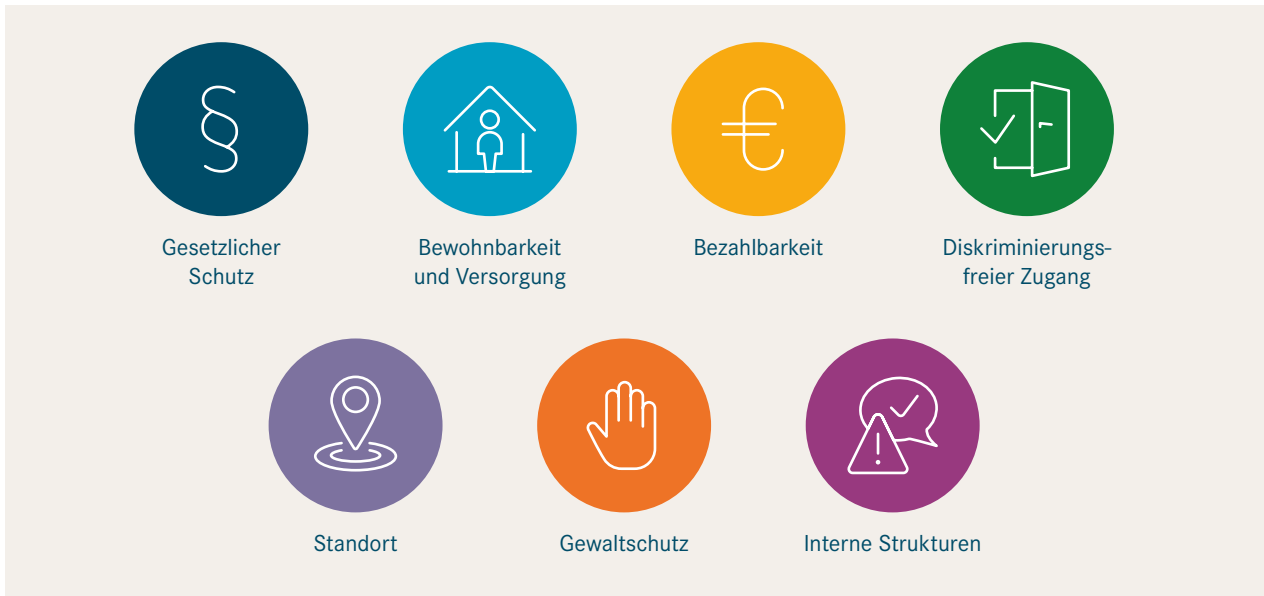 Gesetzlicher
Schutz
Bewohnbarkeit
und Versorgung
Bezahlbarkeit
Diskriminierungs-
freier Zugang
Standort
Gewaltschutz
Interne Strukturen